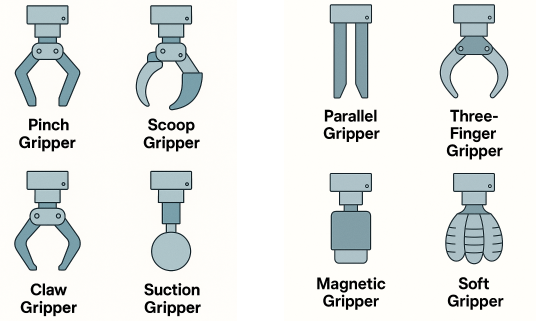 Pinch
Gripper
Scoop
Gripper
Parallel
Gripper
Three-
Finger
Gripper
Claw
Gripper
Suction
Gripper
Magnetic
Gripper
Soft
Gripper